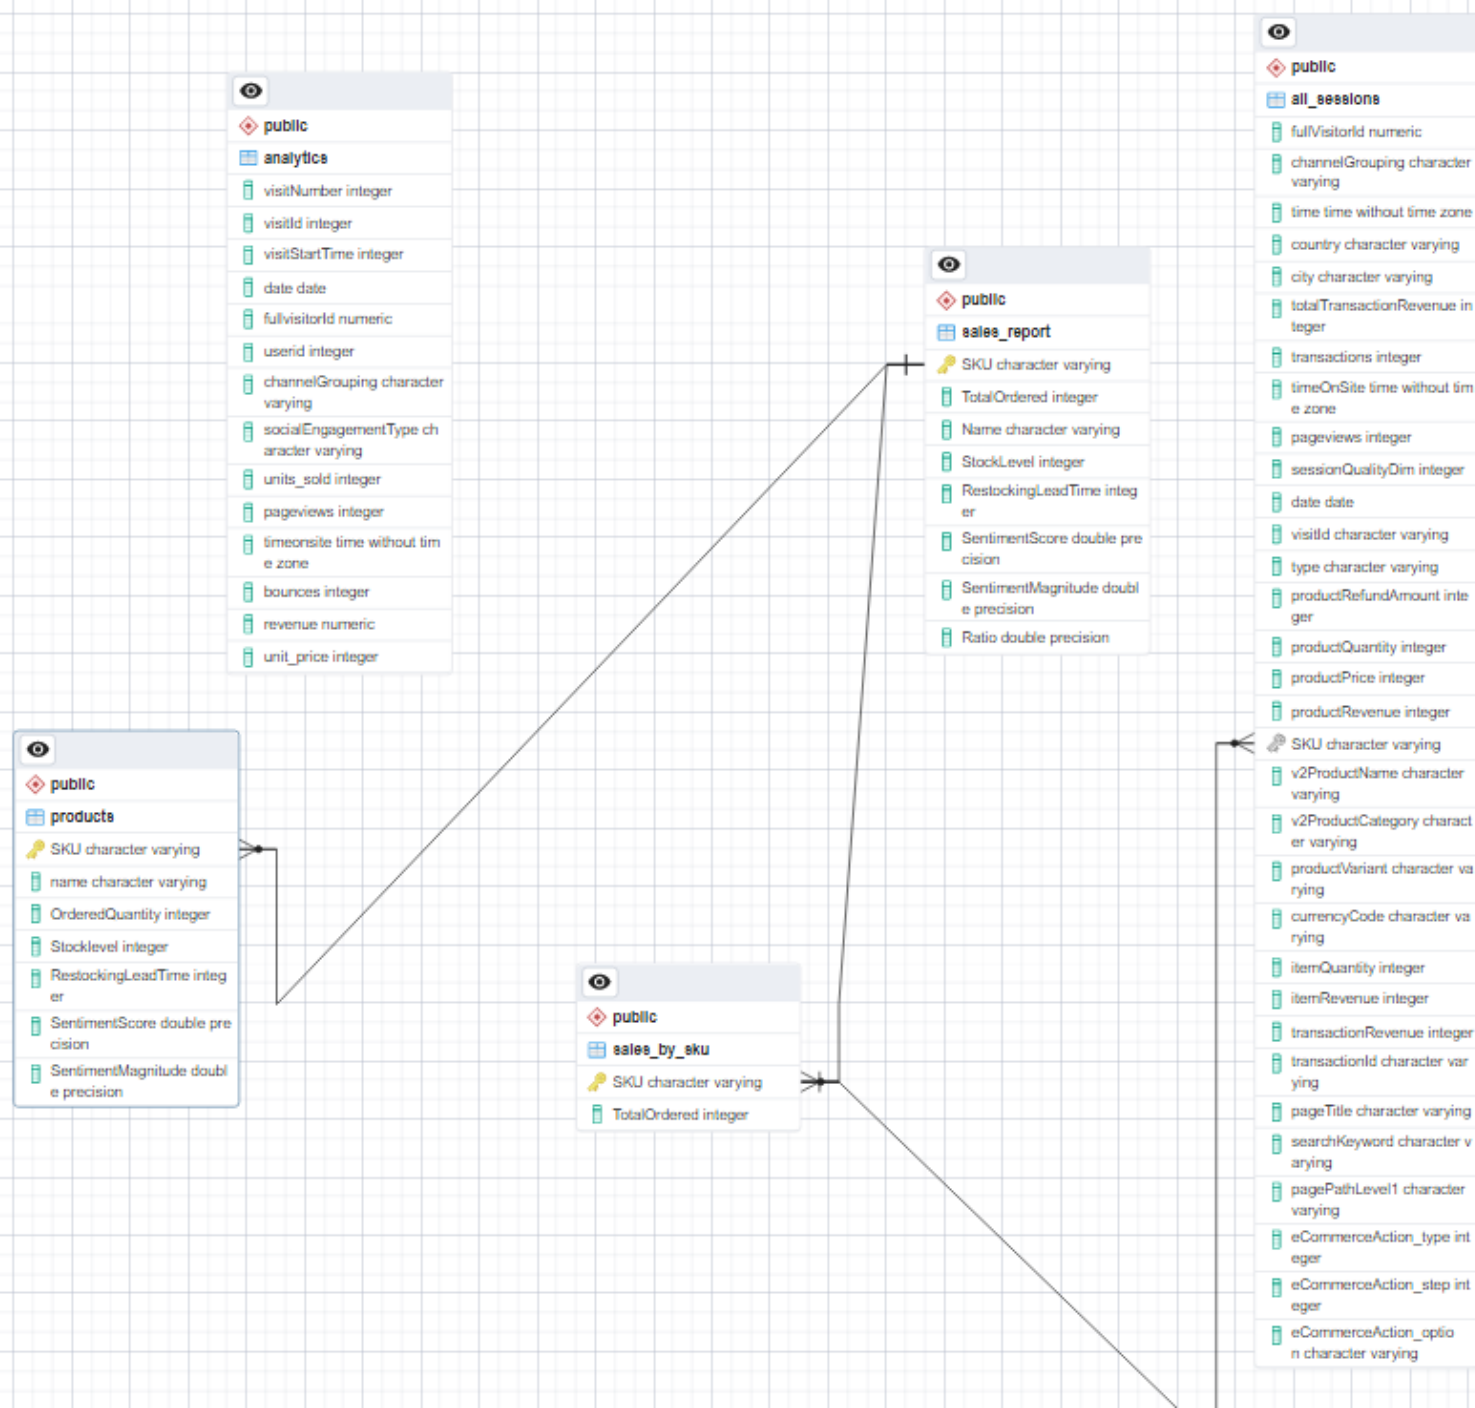 public
analytics
visitNumber integer
visitId integer
visitStartTime integer
date date
fullvisitorId numeric
userid integer
channelGrouping character
varying
socialEngagementType ch
aracter varying
units_sold integer
pageviews integer
timeonsite time without tim
e zone
bounces integer
revenue numeric
unit_price integer
public
products
SKU character varying
name character varying
OrderedQuantity integer
Stocklevel integer
RestockingLeadTime integ
er
SentimentScore double pre
cision
SentimentMagnitude doubl
e precision
public
sales_by_sku
SKU character varying
TotalOrdered integer
public
sales_report
SKU character varying
TotalOrdered integer
Name character varying
StockLevel integer
RestockingLeadTime integ
er
SentimentScore double pre
cision
SentimentMagnitude doubl
e precision
Ratio double precision
public
all_sessions
fullVisitorId numeric
channelGrouping character
varying
time time without time zone
country character varying
city character varying
totalTransactionRevenue in
teger
transactions integer
timeOnSite time without tim
e zone
pageviews integer
sessionQualityDim integer
date date
visitId character varying
type character varying
productRefundAmount inte
ger
productQuantity integer
productPrice integer
productRevenue integer
SKU character varying
v2ProductName character
varying
v2ProductCategory charact
er varying
productVariant character va
rying
currencyCode character va
rying
itemQuantity integer
itemRevenue integer
transactionRevenue integer
transactionId character var
ying
pageTitle character varying
searchKeyword character v
arying
pagePathLevel1 character
varying
eCommerceAction_type int
eger
eCommerceAction_step int
eger
eCommerceAction_optio
n character varying